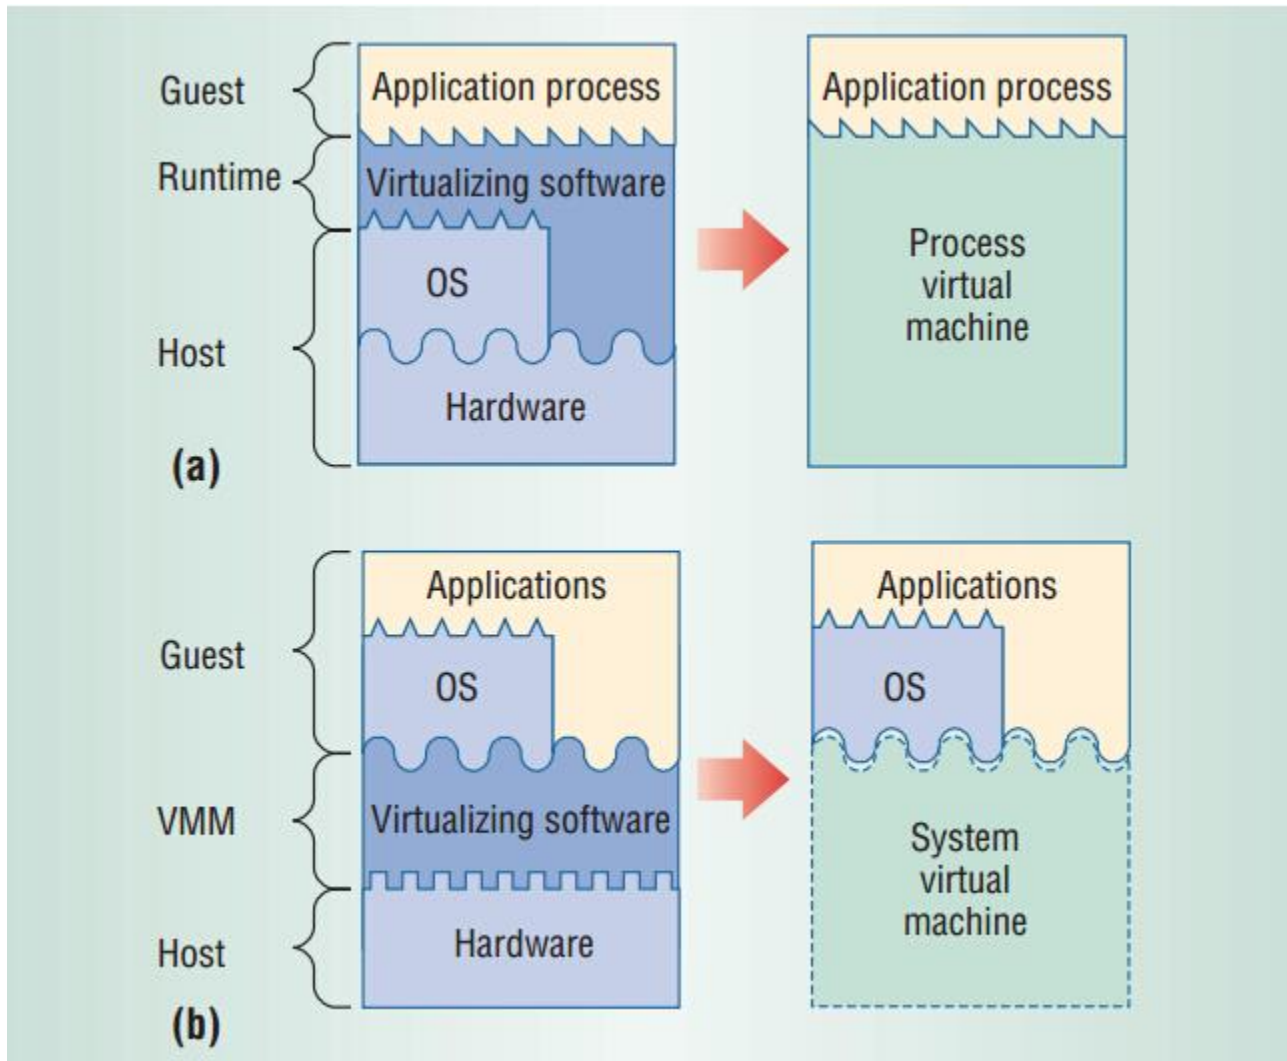 Guest
Application process
Application process
Runtime
Virtualizing software
Process
virtual
machine
OS
Host
Hardware
(a)
Applications
Applications
Guest
OS
OS
VMM
Virtualizing software
System
virtual
machine
Host
Hardware
(b)